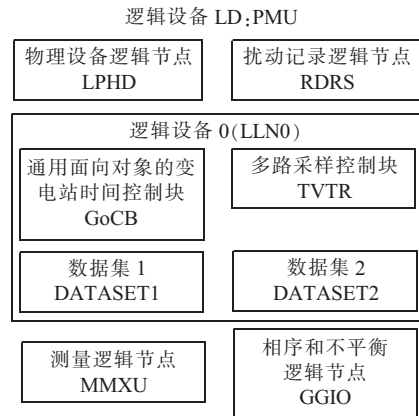 逻辑设备 LD:PMU
物理设备逻辑节点
LPHD
扰动记录逻辑节点
RDRS
逻辑设备 0(LLN0)
通用面向对象的变
电站时间控制块
GoCB
多路采样控制块
TVTR
数据集 1
DATASET1
数据集 2
DATASET2
测量逻辑节点
MMXU
相序和不平衡
逻辑节点
GGIO